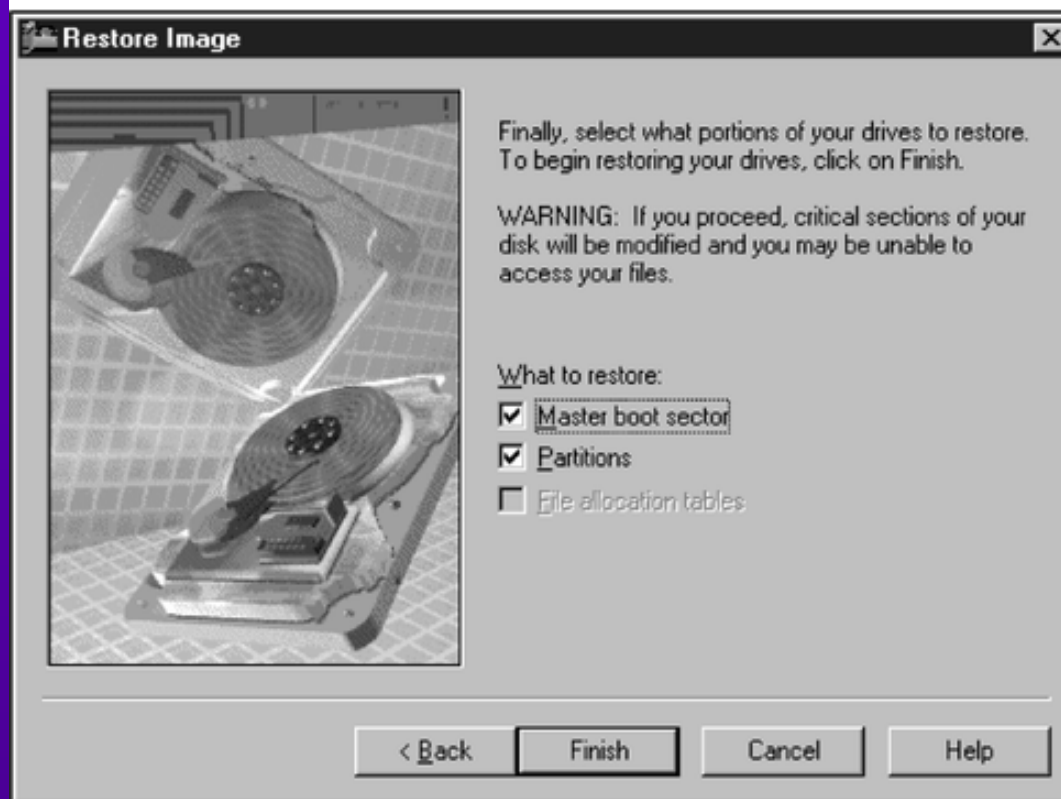 Restore Image
Finally, select what portions of your drives to restore.
To begin restoring your drives, click on Finish.
WARNING: If you proceed, critical sections of your
disk will be modified and you may be unable to
access your files.
What to restore:
Master boot sector
Partitions
File allocation tables
< Back
Finish
Cancel
Help